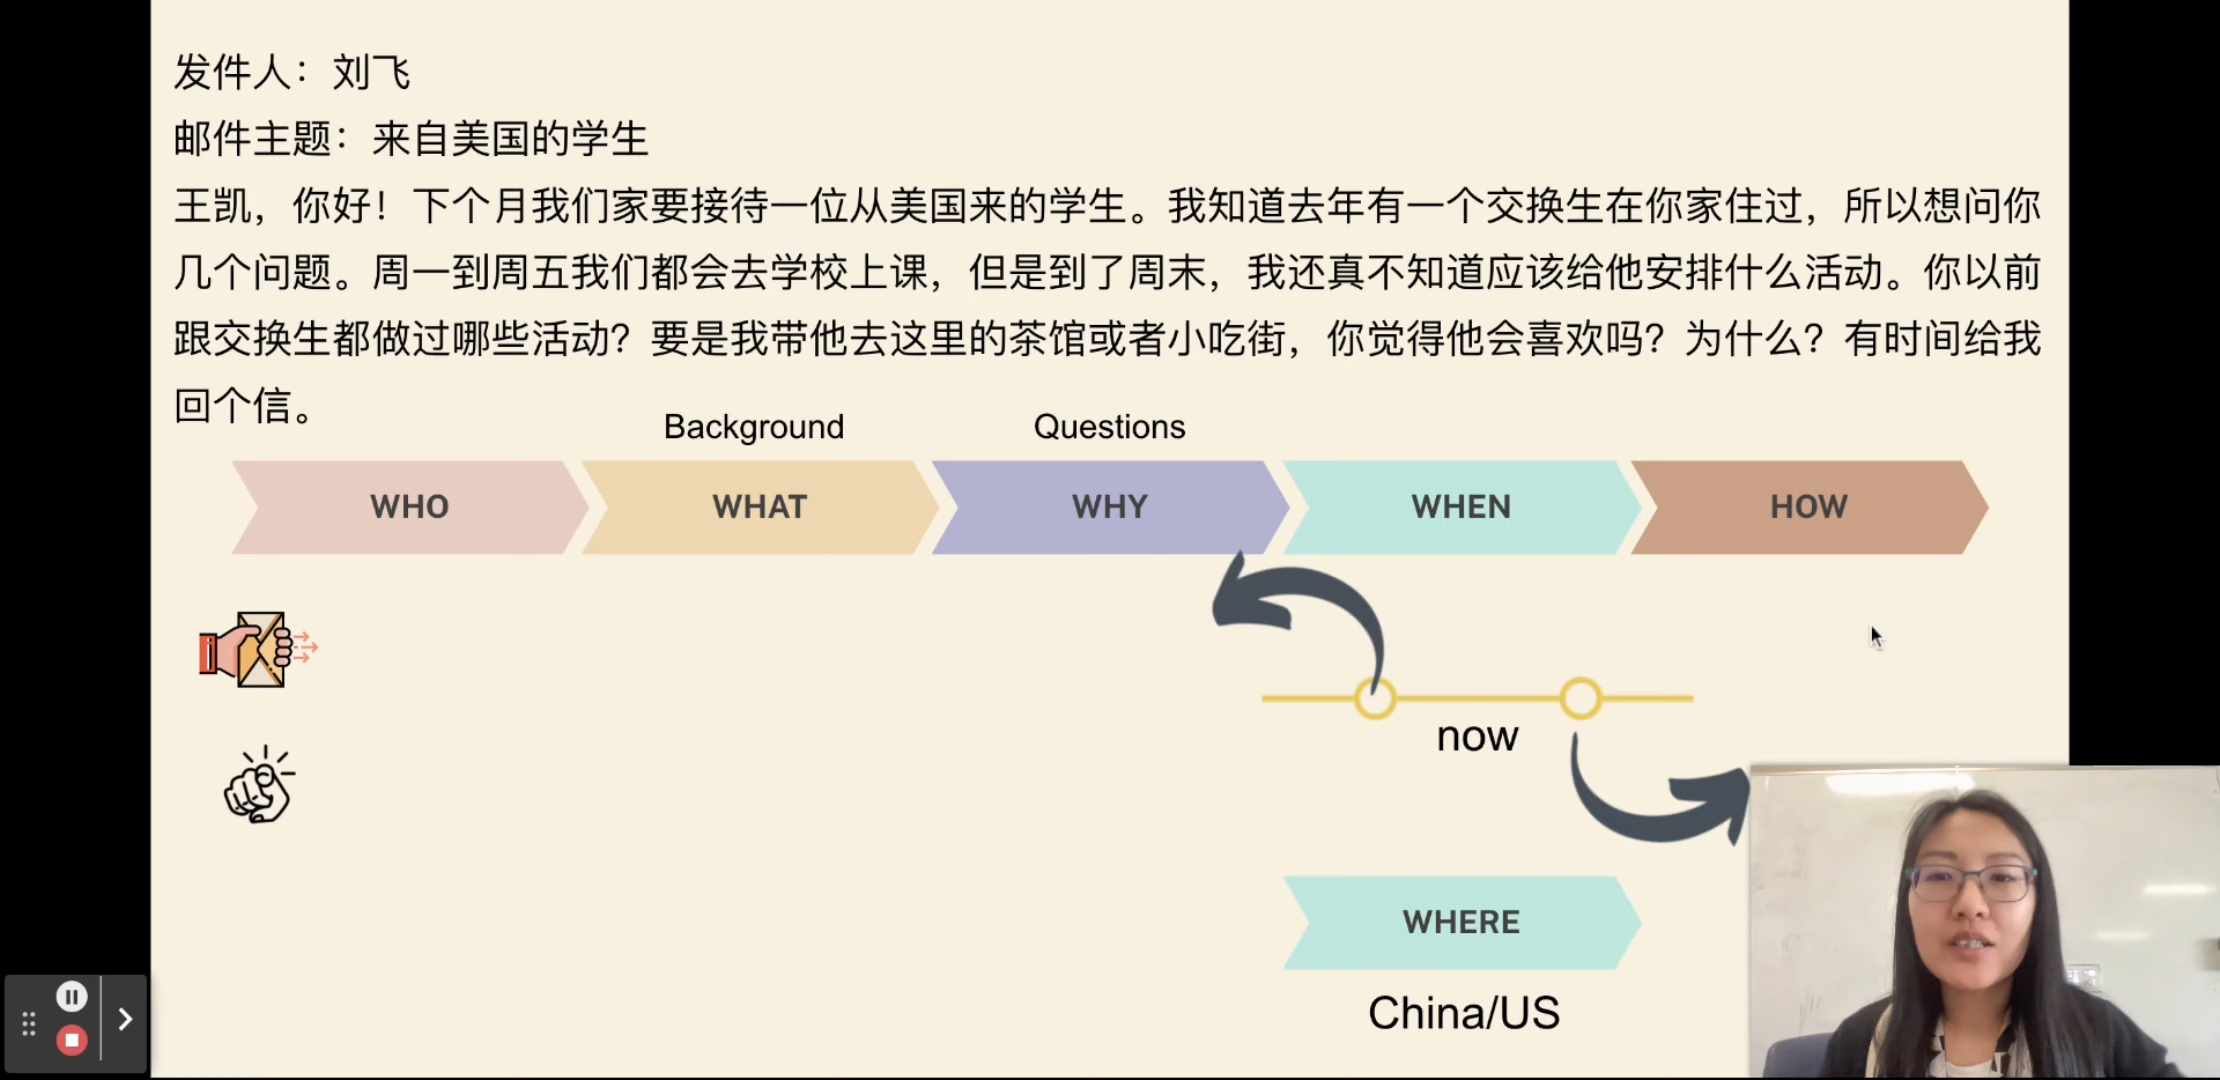 发件人：刘飞
邮件主题：来自美国的学生
王凯，你好！下个月我们家要接待一位从美国来的学生。我知道去年有一个交换生在你家住过，所以想问你
几个问题。周一到周五我们都会去学校上课，但是到了周末，我还真不知道应该给他安排什么活动。你以前
跟交换生都做过哪些活动？要是我带他去这里的茶馆或者小吃街，你觉得他会喜欢吗？为什么？有时间给我
回个信。
Background
Questions
WHO
WHAT
WHY
WHEN
HOW
now
WHERE
China/US